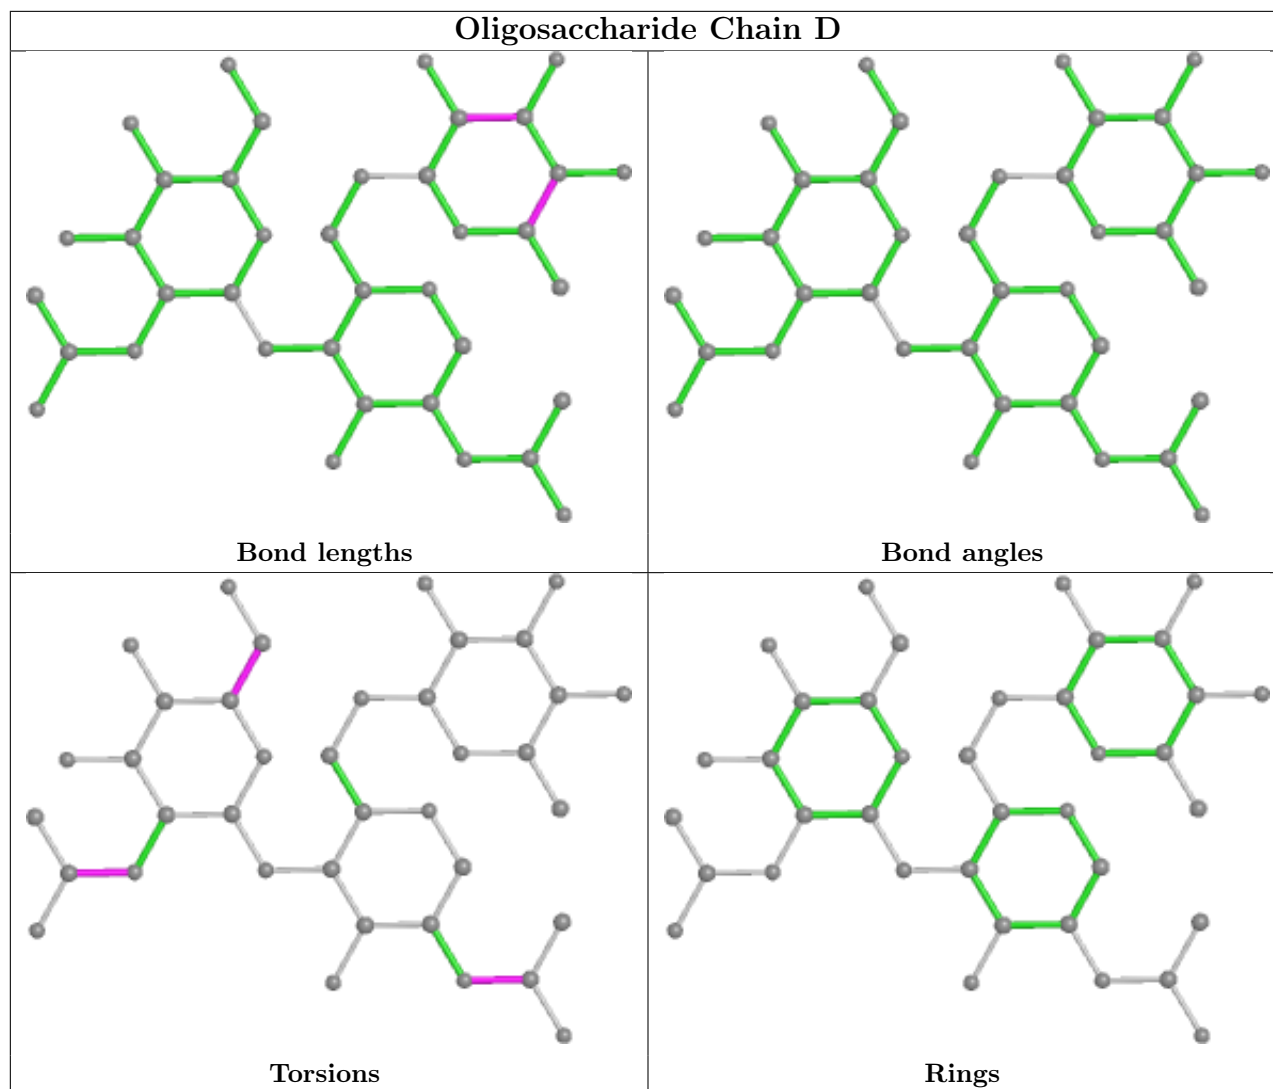 Oligosaccharide Chain D
Bond lengths
Bond angles
Torsions
Rings